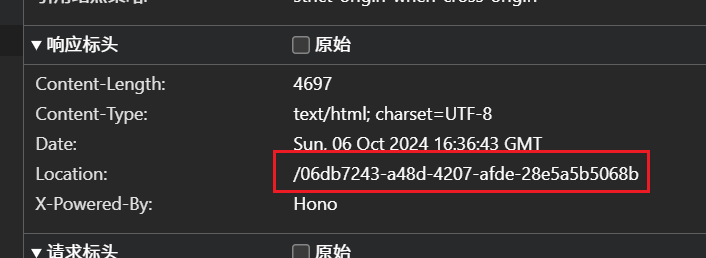 strict-origin-when-cross-origin
响应标头 原始
Content-Length: 4697
Content-Type: text/html; charset=UTF-8
Date: Sun, 06 Oct 2024 16:36:43 GMT
Location: /06db7243-a48d-4207-afde-28e5a5b5068b
X-Powered-By: Hono
请求标头 原始